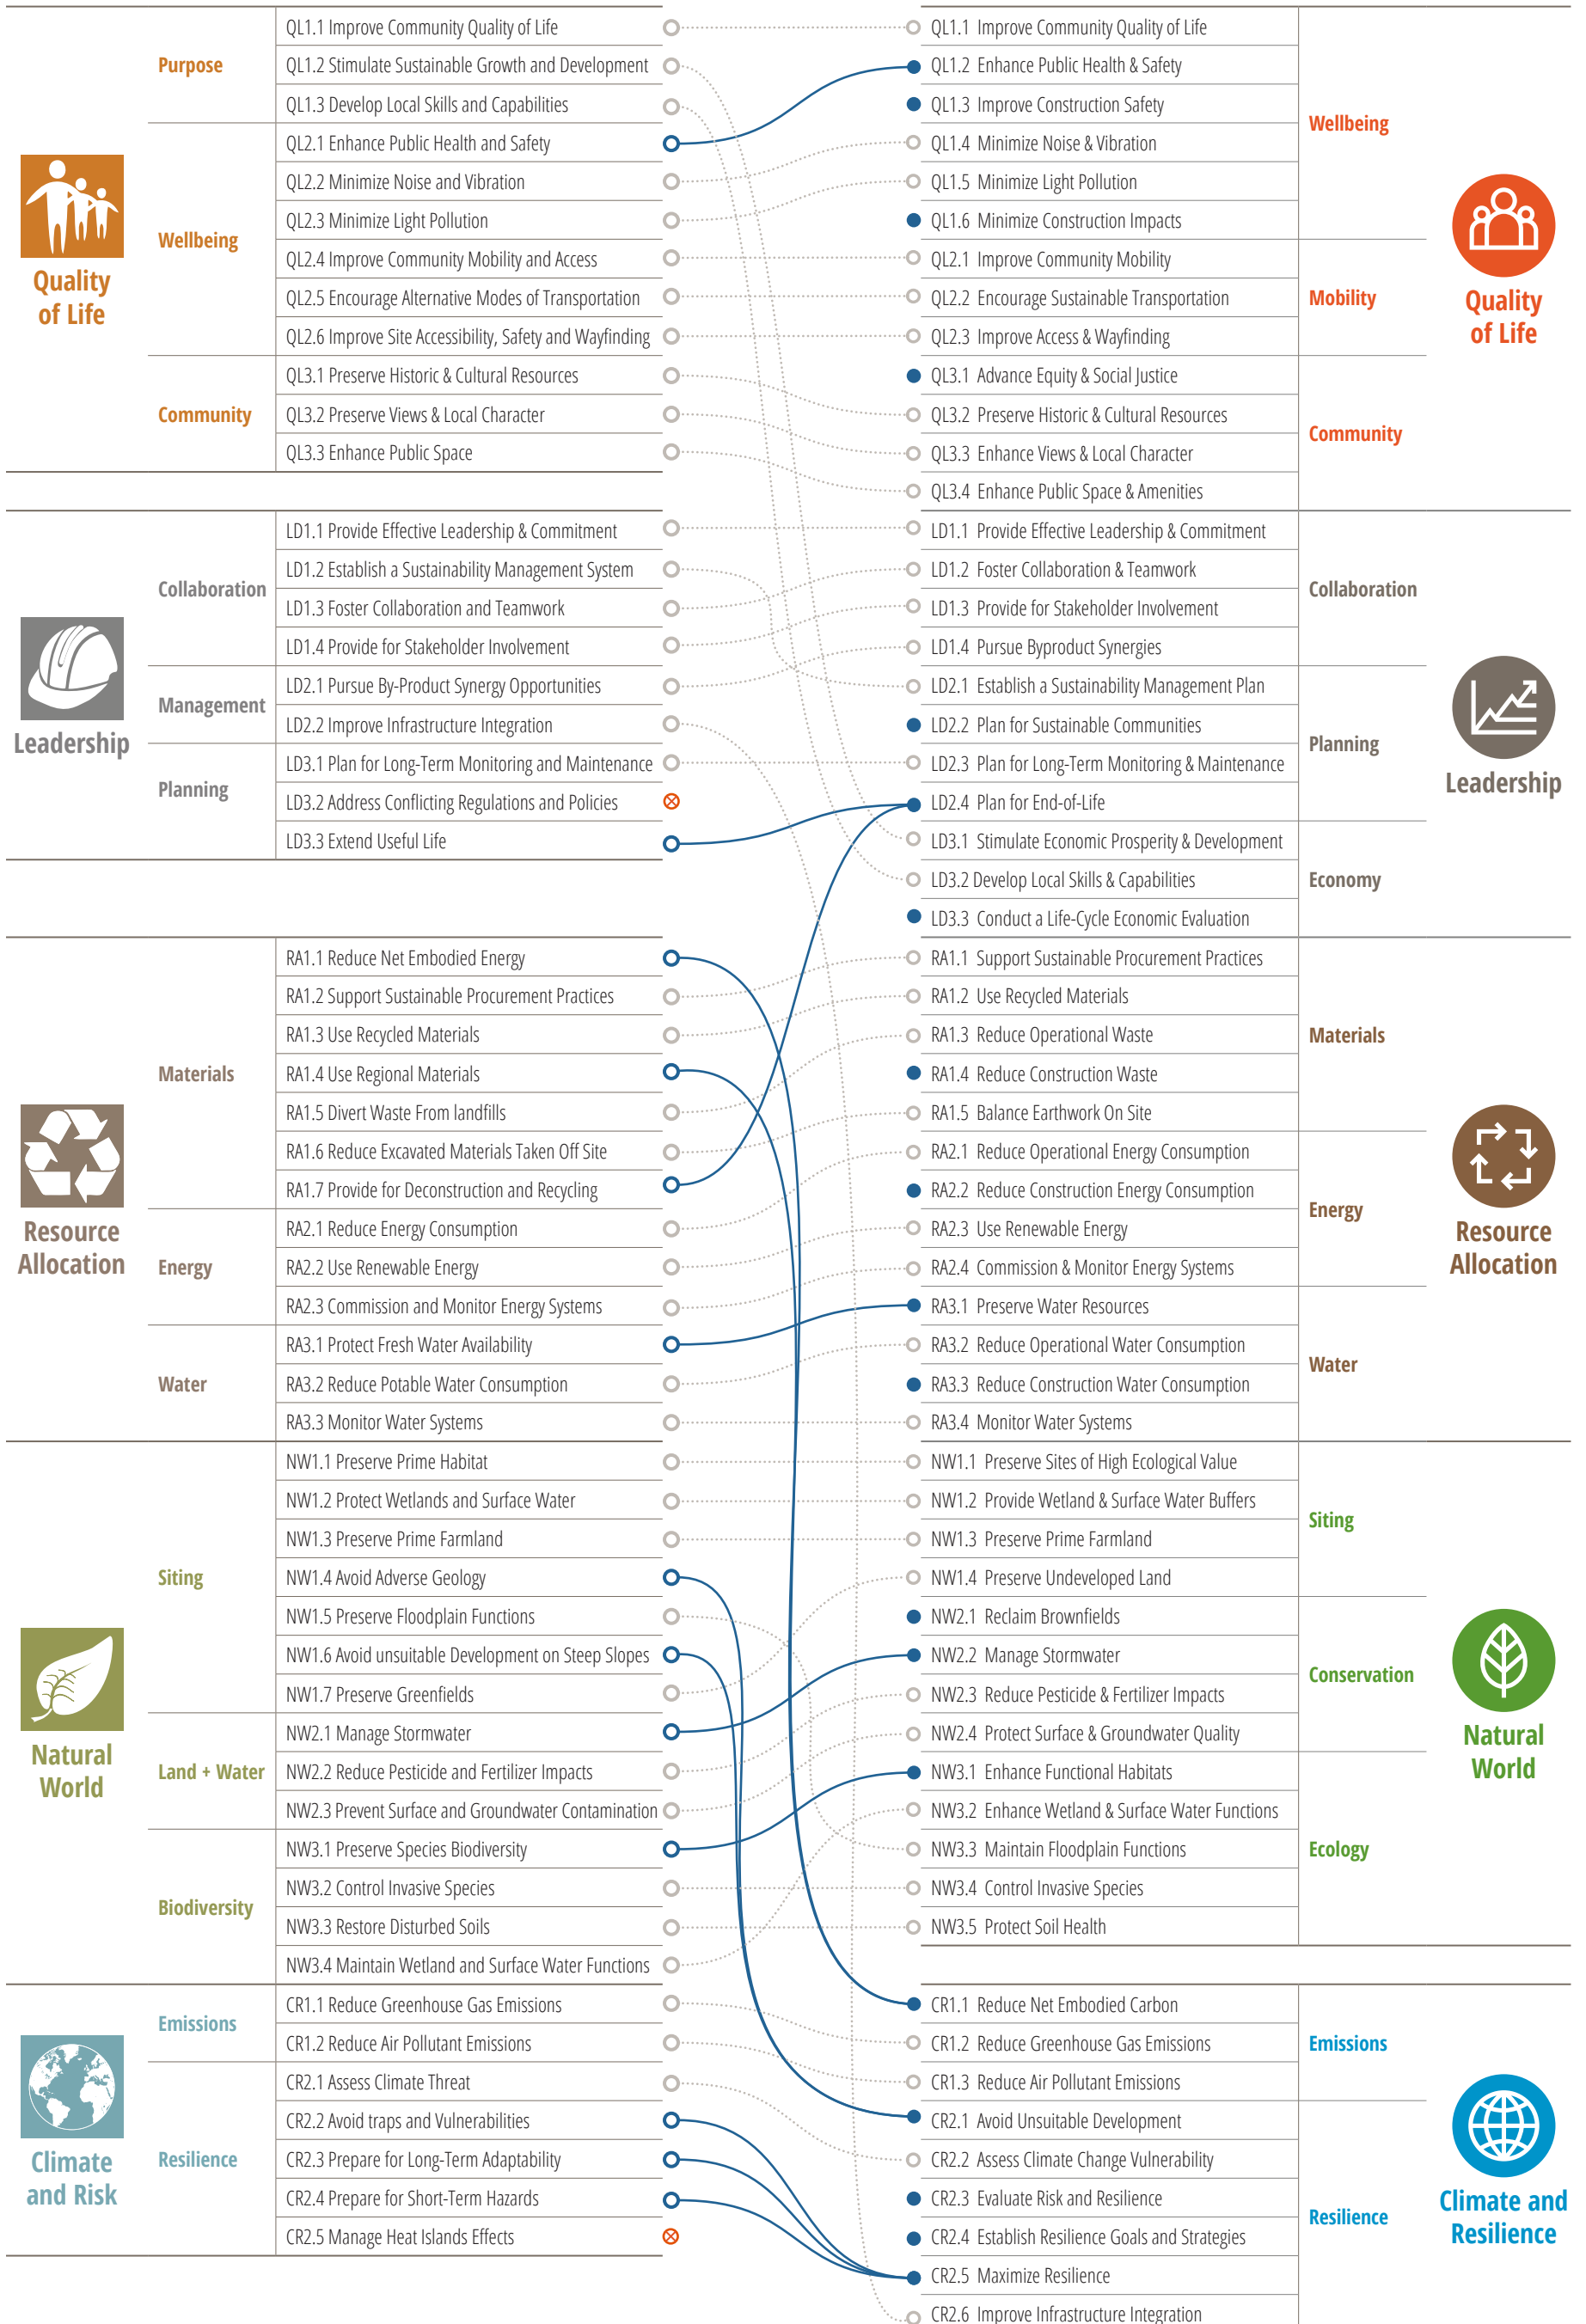 Quality
of Life
Purpose
QL1.1 Improve Community Quality of Life
QL1.2 Stimulate Sustainable Growth and Development
QL1.3 Develop Local Skills and Capabilities
Wellbeing
QL2.1 Enhance Public Health and Safety
QL2.2 Minimize Noise and Vibration
QL2.3 Minimize Light Pollution
QL2.4 Improve Community Mobility and Access
QL2.5 Encourage Alternative Modes of Transportation
QL2.6 Improve Site Accessibility, Safety and Wayfinding
Community
QL3.1 Preserve Historic & Cultural Resources
QL3.2 Preserve Views & Local Character
QL3.3 Enhance Public Space
Leadership
Collaboration
LD1.1 Provide Effective Leadership & Commitment
LD1.2 Establish a Sustainability Management System
LD1.3 Foster Collaboration and Teamwork
LD1.4 Provide for Stakeholder Involvement
Management
LD2.1 Pursue By-Product Synergy Opportunities
LD2.2 Improve Infrastructure Integration
Planning
LD3.1 Plan for Long-Term Monitoring and Maintenance
LD3.2 Address Conflicting Regulations and Policies
LD3.3 Extend Useful Life
Resource
Allocation
Materials
RA1.1 Reduce Net Embodied Energy
RA1.2 Support Sustainable Procurement Practices
RA1.3 Use Recycled Materials
RA1.4 Use Regional Materials
RA1.5 Divert Waste From landfills
RA1.6 Reduce Excavated Materials Taken Off Site
RA1.7 Provide for Deconstruction and Recycling
Energy
RA2.1 Reduce Energy Consumption
RA2.2 Use Renewable Energy
RA2.3 Commission and Monitor Energy Systems
Water
RA3.1 Protect Fresh Water Availability
RA3.2 Reduce Potable Water Consumption
RA3.3 Monitor Water Systems
Natural
World
Siting
NW1.1 Preserve Prime Habitat
NW1.2 Protect Wetlands and Surface Water
NW1.3 Preserve Prime Farmland
NW1.4 Avoid Adverse Geology
NW1.5 Preserve Floodplain Functions
NW1.6 Avoid unsuitable Development on Steep Slopes
NW1.7 Preserve Greenfields
Land + Water
NW2.1 Manage Stormwater
NW2.2 Reduce Pesticide and Fertilizer Impacts
NW2.3 Prevent Surface and Groundwater Contamination
Biodiversity
NW3.1 Preserve Species Biodiversity
NW3.2 Control Invasive Species
NW3.3 Restore Disturbed Soils
NW3.4 Maintain Wetland and Surface Water Functions
Climate
and Risk
Emissions
CR1.1 Reduce Greenhouse Gas Emissions
CR1.2 Reduce Air Pollutant Emissions
Resilience
CR2.1 Assess Climate Threat
CR2.2 Avoid traps and Vulnerabilities
CR2.3 Prepare for Long-Term Adaptability
CR2.4 Prepare for Short-Term Hazards
CR2.5 Manage Heat Islands Effects
QL1.1 Improve Community Quality of Life
QL1.2 Enhance Public Health & Safety
QL1.3 Improve Construction Safety
QL1.4 Minimize Noise & Vibration
QL1.5 Minimize Light Pollution
QL1.6 Minimize Construction Impacts
Wellbeing
QL2.1 Improve Community Mobility
QL2.2 Encourage Sustainable Transportation
QL2.3 Improve Access & Wayfinding
Mobility
QL3.1 Advance Equity & Social Justice
QL3.2 Preserve Historic & Cultural Resources
QL3.3 Enhance Views & Local Character
QL3.4 Enhance Public Space & Amenities
Community
Quality
of Life
LD1.1 Provide Effective Leadership & Commitment
LD1.2 Foster Collaboration & Teamwork
LD1.3 Provide for Stakeholder Involvement
LD1.4 Pursue Byproduct Synergies
Collaboration
LD2.1 Establish a Sustainability Management Plan
LD2.2 Plan for Sustainable Communities
LD2.3 Plan for Long-Term Monitoring & Maintenance
LD2.4 Plan for End-of-Life
Planning
LD3.1 Stimulate Economic Prosperity & Development
LD3.2 Develop Local Skills & Capabilities
LD3.3 Conduct a Life-Cycle Economic Evaluation
Economy
Leadership
RA1.1 Support Sustainable Procurement Practices
RA1.2 Use Recycled Materials
RA1.3 Reduce Operational Waste
RA1.4 Reduce Construction Waste
RA1.5 Balance Earthwork On Site
Materials
RA2.1 Reduce Operational Energy Consumption
RA2.2 Reduce Construction Energy Consumption
RA2.3 Use Renewable Energy
RA2.4 Commission & Monitor Energy Systems
Energy
RA3.1 Preserve Water Resources
RA3.2 Reduce Operational Water Consumption
RA3.3 Reduce Construction Water Consumption
RA3.4 Monitor Water Systems
Water
Resource
Allocation
NW1.1 Preserve Sites of High Ecological Value
NW1.2 Provide Wetland & Surface Water Buffers
NW1.3 Preserve Prime Farmland
NW1.4 Preserve Undeveloped Land
Siting
NW2.1 Reclaim Brownfields
NW2.2 Manage Stormwater
NW2.3 Reduce Pesticide & Fertilizer Impacts
NW2.4 Protect Surface & Groundwater Quality
Conservation
NW3.1 Enhance Functional Habitats
NW3.2 Enhance Wetland & Surface Water Functions
NW3.3 Maintain Floodplain Functions
NW3.4 Control Invasive Species
NW3.5 Protect Soil Health
Ecology
Natural
World
CR1.1 Reduce Net Embodied Carbon
CR1.2 Reduce Greenhouse Gas Emissions
CR1.3 Reduce Air Pollutant Emissions
Emissions
CR2.1 Avoid Unsuitable Development
CR2.2 Assess Climate Change Vulnerability
CR2.3 Evaluate Risk and Resilience
CR2.4 Establish Resilience Goals and Strategies
CR2.5 Maximize Resilience
CR2.6 Improve Infrastructure Integration
Resilience
Climate and
Resilience